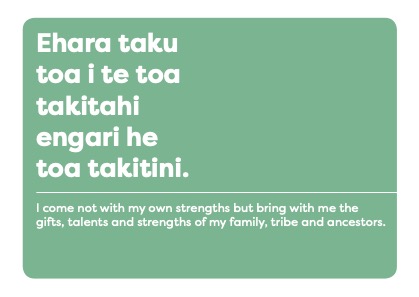 Ehara taku
toa i te toa
takitahi
engari he
toa takitini.
I come not with my own strengths but bring with me the
gifts, talents and strengths of my family, tribe and ancestors.